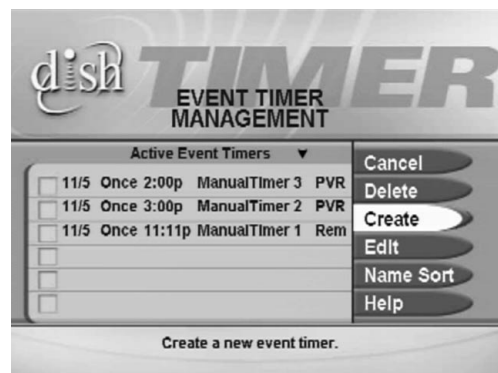 dish TIMER
EVENT TIMER
MANAGEMENT
Active Event Timers ▼
11/5 Once 2:00p ManualTImer 3 PVR
11/5 Once 3:00p ManualTImer 2 PVR
11/5 Once 11:11p ManualTImer 1 Rem
Cancel
Delete
Create
Edit
Name Sort
Help
Create a new event timer.